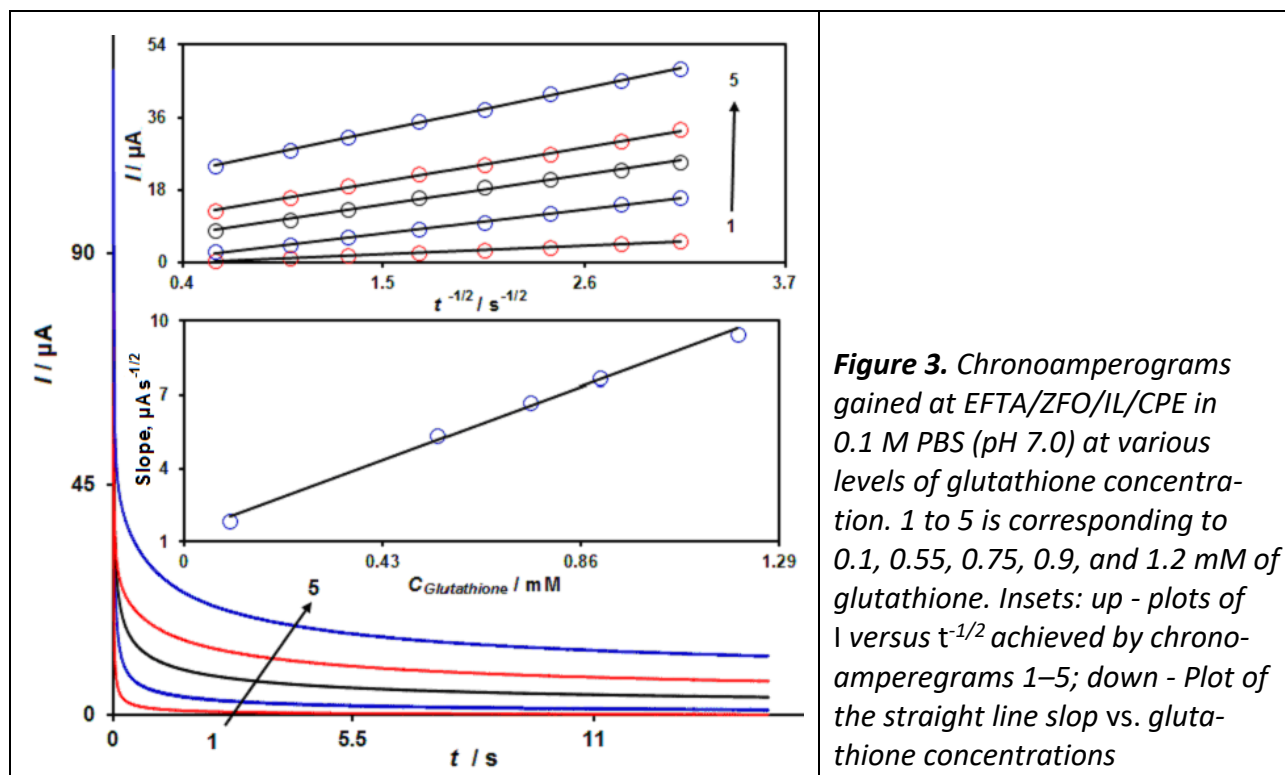 54
36
18
0
I / µA
5
1
0.4
1.5
2.6
3.7
t -1/2 / s-1/2
90
45
0
I / µA
10
7
4
1
Slope, µA s-1/2
0
0.43
0.86
1.29
C Glutathione / mM
5
1
0
5.5
11
t / s
Figure 3. Chronoamperograms
gained at EFTA/ZFO/IL/CPE in
0.1 M PBS (pH 7.0) at various
levels of glutathione concentra-
tion. 1 to 5 is corresponding to
0.1, 0.55, 0.75, 0.9, and 1.2 mM of
glutathione. Insets: up - plots of
I versus t-1/2 achieved by chrono-
amperegrams 1–5; down - Plot of
the straight line slop vs. gluta-
thione concentrations